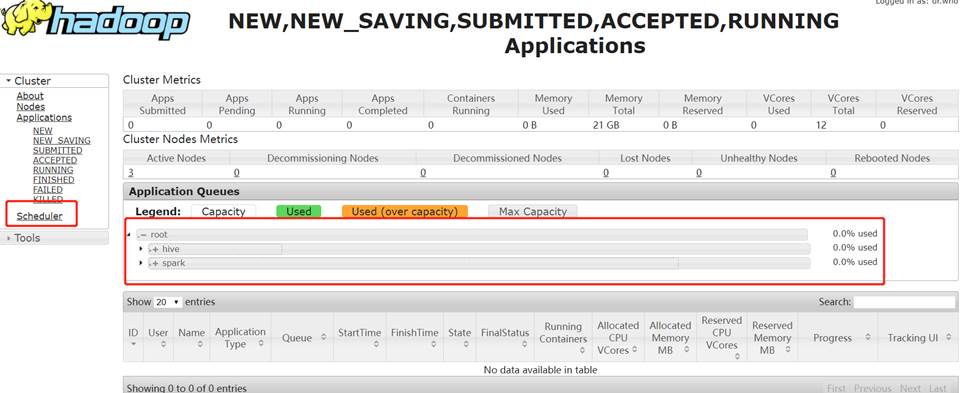 Logged in as: dr.who
hadoop
NEW,NEW_SAVING,SUBMITTED,ACCEPTED,RUNNING
Applications
Cluster
About
Nodes
Applications
NEW
NEW_SAVING
SUBMITTED
ACCEPTED
RUNNING
FINISHED
FAILED
KILLED
Scheduler
Tools
Cluster Metrics
Apps Submitted Apps Pending Apps Running Apps Completed Containers Running Memory Used Memory Total Memory Reserved VCores Used VCores Total VCores Reserved
0 0 0 0 0 0 B 21 GB 0 B 0 12 0
Cluster Nodes Metrics
Active Nodes Decommissioning Nodes Decommissioned Nodes Lost Nodes Unhealthy Nodes Rebooted Nodes
3 0 0 0 0 0
Application Queues
Legend: Capacity Used Used (over capacity) Max Capacity
root 0.0% used
hive 0.0% used
spark 0.0% used
Show 20 entries Search:
ID User Name Application Type Queue StartTime FinishTime State FinalStatus Running Containers Allocated CPU VCores Allocated Memory MB Reserved CPU VCores Reserved Memory MB Progress Tracking UI
No data available in table
Showing 0 to 0 of 0 entries First Previous Next Last